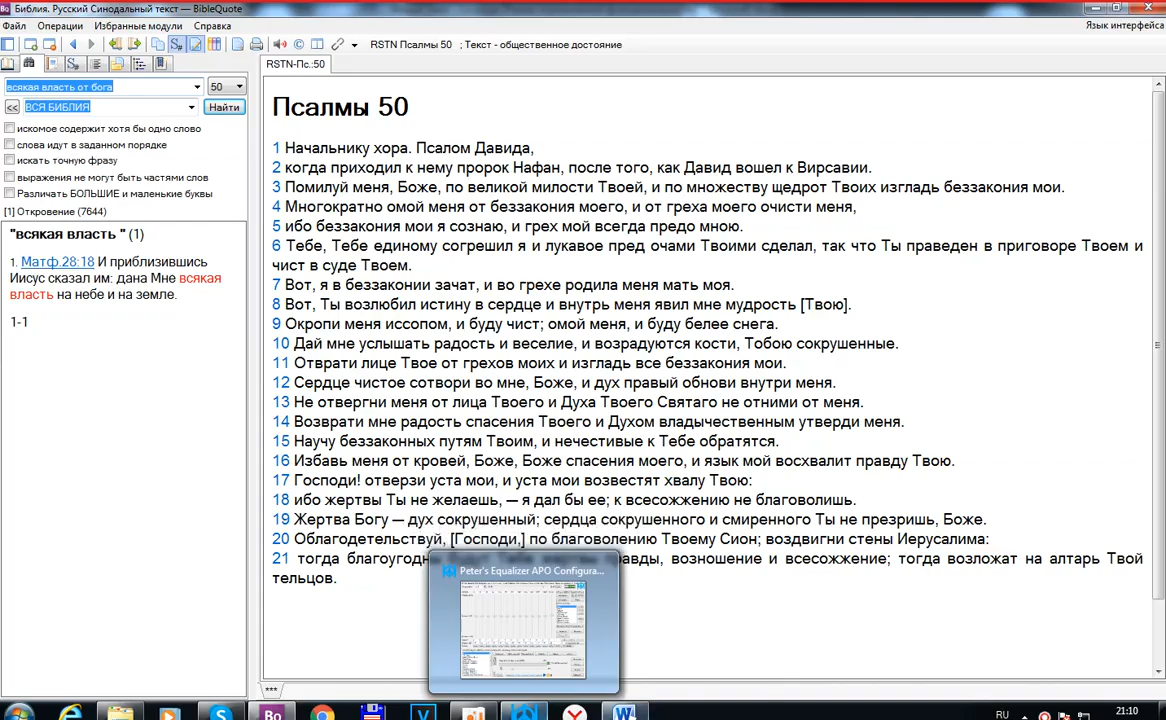 Библия. Русский Синодальный текст — BibleQuote
Файл Операции Избранные модули Справка
Язык интерфейса
RSTN Псалмы 50 ; Текст - общественное достояние
RSTN-Пс.:50
всякая власть от бога
50
<<
ВСЯ БИБЛИЯ
Найти
искомое содержит хотя бы одно слово
слова идут в заданном порядке
искать точную фразу
выражения не могут быть частями слов
Различать БОЛЬШИЕ и маленькие буквы
[1] Откровение (7644)
"всякая власть " (1)
1. Матф.28:18 И приблизившись
Иисус сказал им: дана Мне всякая
власть на небе и на земле.
1-1
Псалмы 50
1 Начальнику хора. Псалом Давида,
2 когда приходил к нему пророк Нафан, после того, как Давид вошел к Вирсавии.
3 Помилуй меня, Боже, по великой милости Твоей, и по множеству щедрот Твоих изгладь беззакония мои.
4 Многократно омой меня от беззакония моего, и от греха моего очисти меня,
5 ибо беззакония мои я сознаю, и грех мой всегда предо мною.
6 Тебе, Тебе единому согрешил я и лукавое пред очами Твоими сделал, так что Ты праведен в приговоре Твоем и
чист в суде Твоем.
7 Вот, я в беззаконии зачат, и во грехе родила меня мать моя.
8 Вот, Ты возлюбил истину в сердце и внутрь меня явил мне мудрость [Твою].
9 Окропи меня иссопом, и буду чист; омой меня, и буду белее снега.
10 Дай мне услышать радость и веселие, и возрадуются кости, Тобою сокрушенные.
11 Отврати лице Твое от грехов моих и изгладь все беззакония мои.
12 Сердце чистое сотвори во мне, Боже, и дух правый обнови внутри меня.
13 Не отвергни меня от лица Твоего и Духа Твоего Святаго не отними от меня.
14 Возврати мне радость спасения Твоего и Духом владычественным утверди меня.
15 Научу беззаконных путям Твоим, и нечестивые к Тебе обратятся.
16 Избавь меня от кровей, Боже, Боже спасения моего, и язык мой восхвалит правду Твою.
17 Господи! отверзи уста мои, и уста мои возвестят хвалу Твою:
18 ибо жертвы Ты не желаешь, — я дал бы ее; к всесожжению не благоволишь.
19 Жертва Богу — дух сокрушенный; сердца сокрушенного и смиренного Ты не презришь, Боже.
20 Облагодетельствуй, [Господи,] по благоволению Твоему Сион; воздвигни стены Иерусалима:
21 тогда благоугодны будут Тебе жертвы правды, возношение и всесожжение; тогда возложат на алтарь Твой
тельцов.
Peter's Equalizer APO Configura...
***
RU
21:10